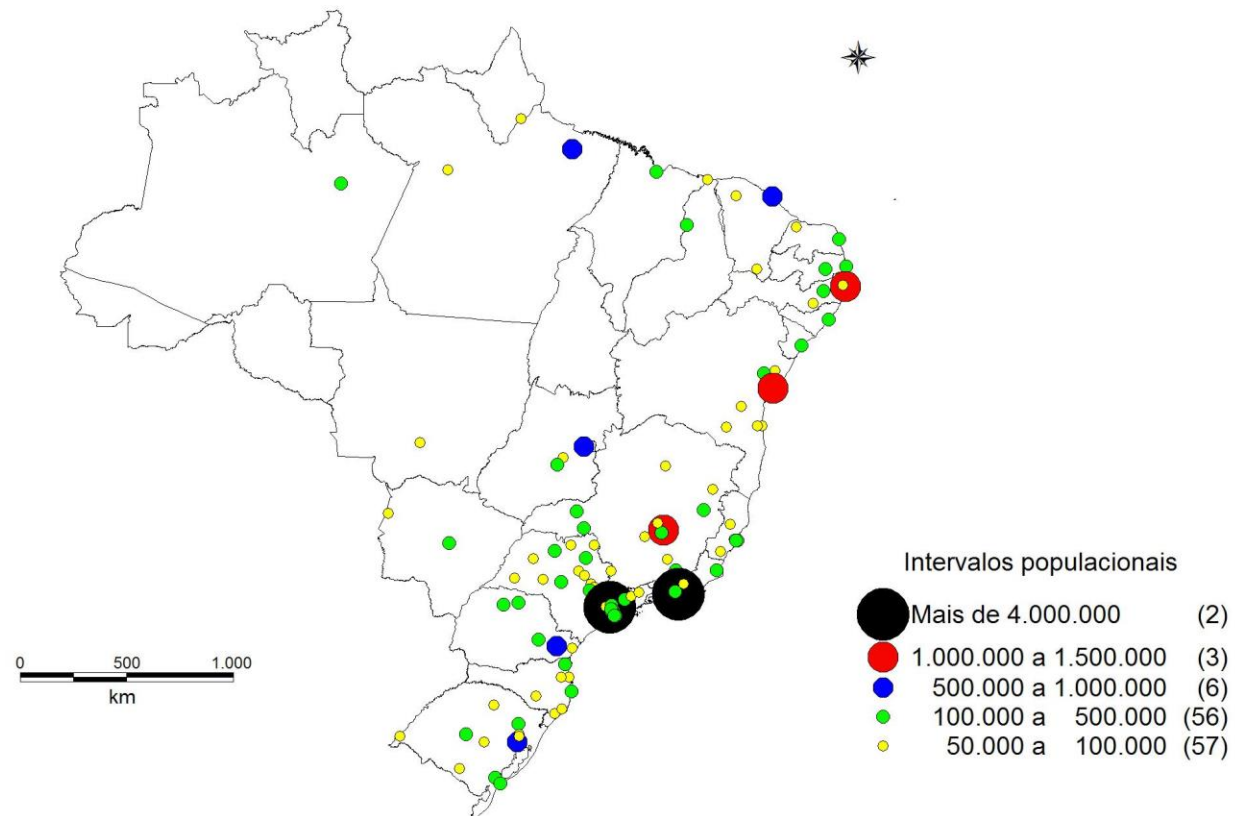 Intervalos populacionais
Mais de 4.000.000 (2)
1.000.000 a 1.500.000 (3)
500.000 a 1.000.000 (6)
100.000 a 500.000 (56)
50.000 a 100.000 (57)
0 500 1.000
km